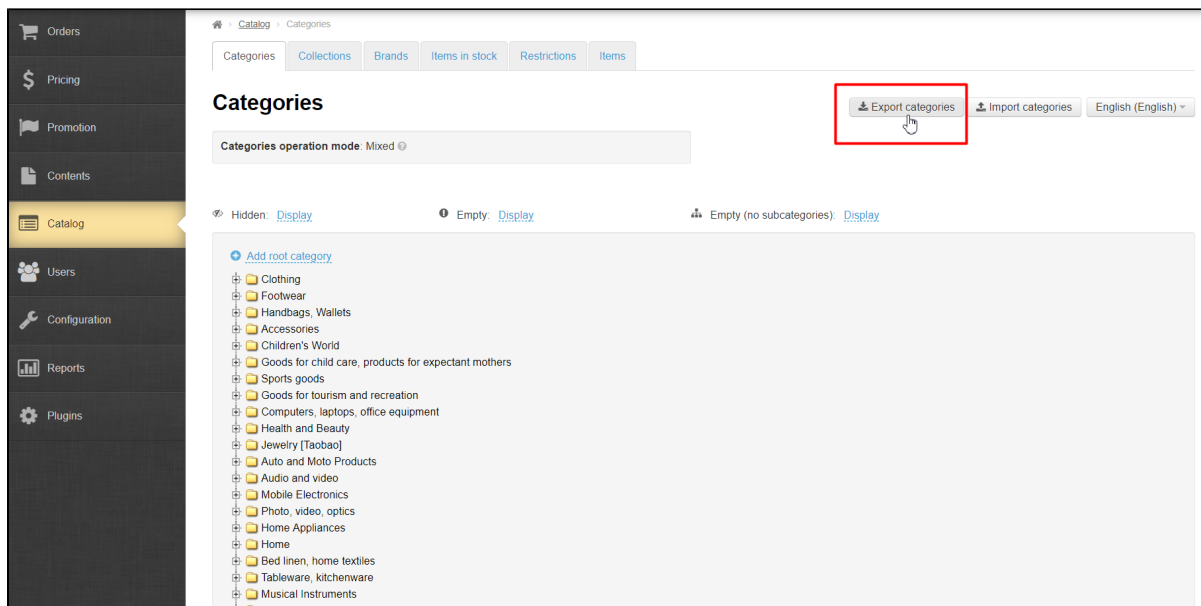 Orders
Pricing
Promotion
Contents
Catalog
Users
Configuration
Reports
Plugins
Catalog Categories
Categories Collections Brands Items in stock Restrictions Items
Categories
Export categories Import categories English (English)
Categories operation mode: Mixed
Hidden: Display Empty: Display Empty (no subcategories): Display
Add root category
Clothing
Footwear
Handbags, Wallets
Accessories
Children's World
Goods for child care, products for expectant mothers
Sports goods
Goods for tourism and recreation
Computers, laptops, office equipment
Health and Beauty
Jewelry [Taobao]
Auto and Moto Products
Audio and video
Mobile Electronics
Photo, video, optics
Home Appliances
Home
Bed linen, home textiles
Tableware, kitchenware
Musical Instruments